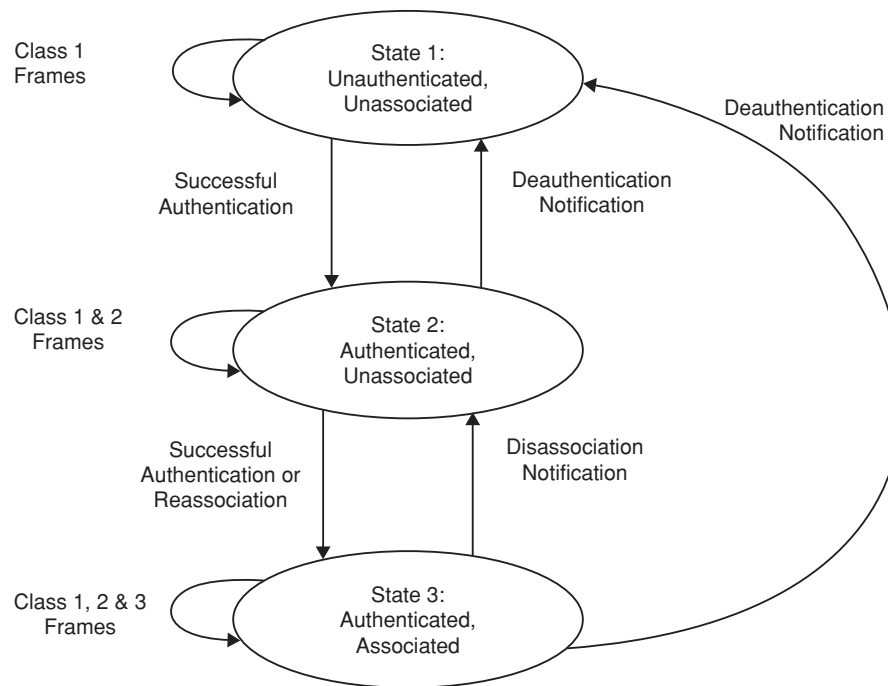 Class 1
Frames
State 1:
Unauthenticated,
Unassociated
Deauthentication
Notification
Successful
Authentication
Deauthentication
Notification
Class 1 & 2
Frames
State 2:
Authenticated,
Unassociated
Successful
Authentication or
Reassociation
Disassociation
Notification
Class 1, 2 & 3
Frames
State 3:
Authenticated,
Associated